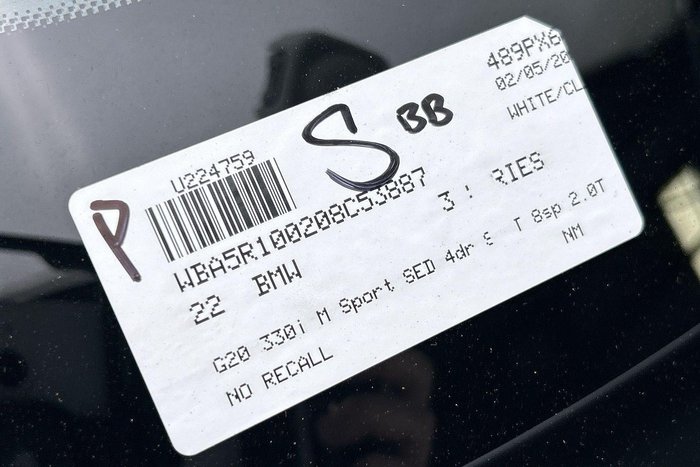 P
S BB
489PX6
U224759
02/05/20
WBA5R100208C53887
WHITE/CL
22 BMW 3 : RIES
G20 330i M Sport SED 4dr S T 8sp 2.0T
NO RECALL NM